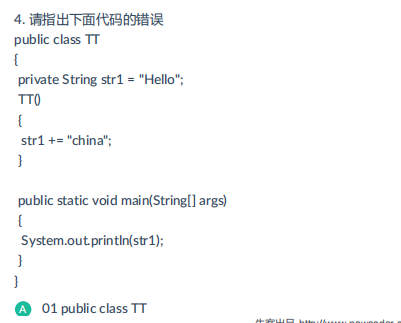 4. 请指出下面代码的错误
public class TT
{
private String str1 = "Hello";
TT()
{
str1 += "china";
}
public static void main(String[] args)
{
System.out.println(str1);
}
}
A 01 public class TT